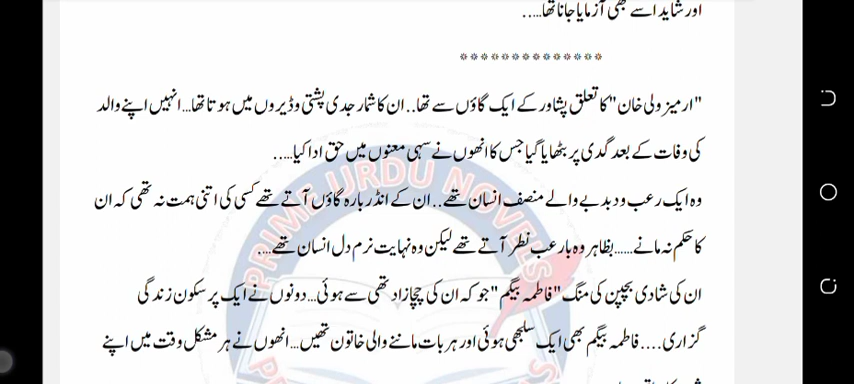 اور شاید اسے بھی آزمایا جانا تھا.....
**************
"ارمیز ولی خان" کا تعلق پشاور کے ایک گاؤں سے تھا.. ان کا شمار جدی پشتی وڈیروں میں ہوتا تھا... انہیں اپنے والد
کی وفات کے بعد گدی پر بٹھایا گیا جس کا انھوں نے سہی معنوں میں حق ادا کیا.....
وہ ایک رعب و دبدبے والے منصف انسان تھے.. ان کے انڈر بارہ گاؤں آتے تھے کسی کی اتنی ہمت نہ تھی کہ ان
کا حکم نہ مانے...... بظاہر وہ بارعب نظر آتے تھے لیکن وہ نہایت نرم دل انسان تھے....
ان کی شادی بچپن کی منگ "فاطمہ بیگم" جو کہ ان کی چچازاد تھی سے ہوئی... دونوں نے ایک پر سکون زندگی
گزاری.... فاطمہ بیگم بھی ایک سلجھی ہوئی اور ہر بات ماننے والی خاتون تھیں... انھوں نے ہر مشکل وقت میں اپنے
PRIME URDU NOVELS